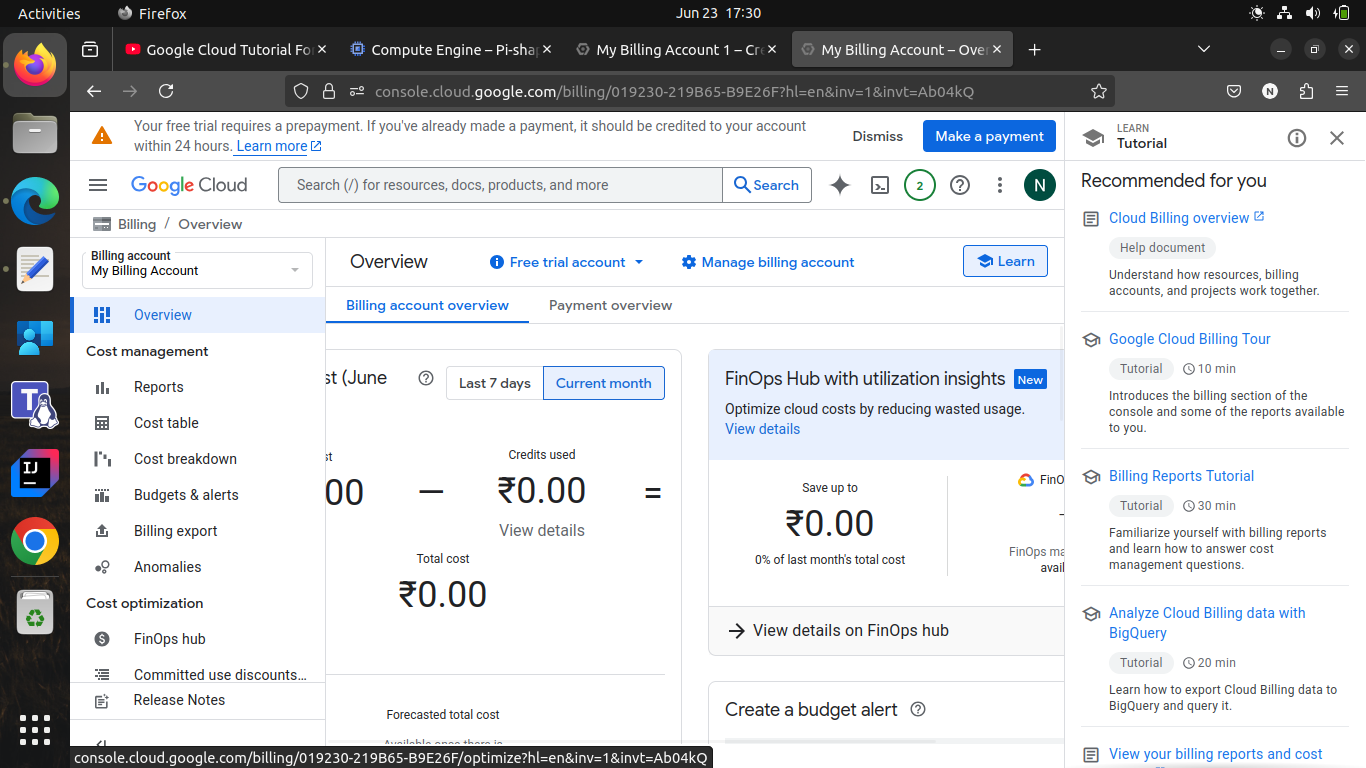 Activities
Firefox
Jun 23 17:30
Google Cloud Tutorial Fo
Compute Engine – Pi-sha
My Billing Account 1 – Cre
My Billing Account – Over
console.cloud.google.com/billing/019230-219B65-B9E26F?hl=en&inv=1&invt=Ab04kQ
N
Your free trial requires a prepayment. If you've already made a payment, it should be credited to your account
within 24 hours. Learn more
Dismiss
Make a payment
Google Cloud
Search (/) for resources, docs, products, and more
Search
2
N
Billing / Overview
Billing account
My Billing Account
Overview
Cost management
Reports
Cost table
Cost breakdown
Budgets & alerts
Billing export
Anomalies
Cost optimization
FinOps hub
Committed use discounts...
Release Notes
Overview
Free trial account
Manage billing account
Learn
Billing account overview
Payment overview
st (June
Last 7 days
Current month
st
00
—
Credits used
₹0.00
View details
=
Total cost
₹0.00
Forecasted total cost
Available once there is
FinOps Hub with utilization insights
New
Optimize cloud costs by reducing wasted usage.
View details
Save up to
₹0.00
0% of last month's total cost
FinO
FinOps ma
avail
View details on FinOps hub
Create a budget alert
LEARN
Tutorial
Recommended for you
Cloud Billing overview
Help document
Understand how resources, billing
accounts, and projects work together.
Google Cloud Billing Tour
Tutorial
10 min
Introduces the billing section of the
console and some of the reports available
to you.
Billing Reports Tutorial
Tutorial
30 min
Familiarize yourself with billing reports
and learn how to answer cost
management questions.
Analyze Cloud Billing data with
BigQuery
Tutorial
20 min
Learn how to export Cloud Billing data to
BigQuery and query it.
View your billing reports and cost
console.cloud.google.com/billing/019230-219B65-B9E26F/optimize?hl=en&inv=1&invt=Ab04kQ
T
IJ